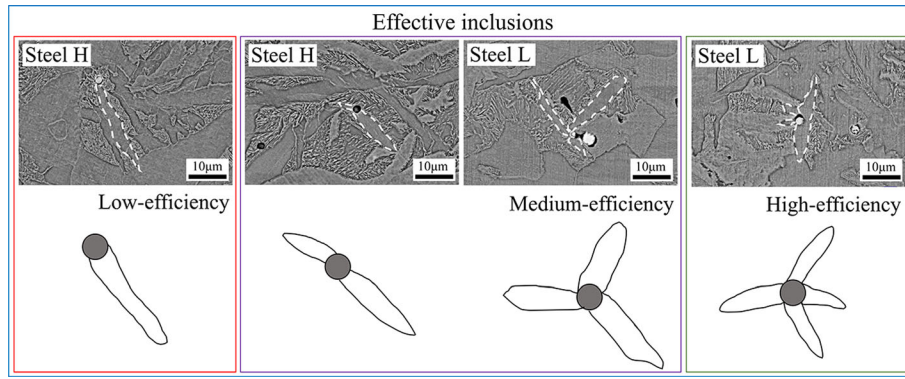 Effective inclusions
Steel H
Steel H
Steel L
Steel L
10μm
10μm
10μm
10μm
Low-efficiency
Medium-efficiency
High-efficiency